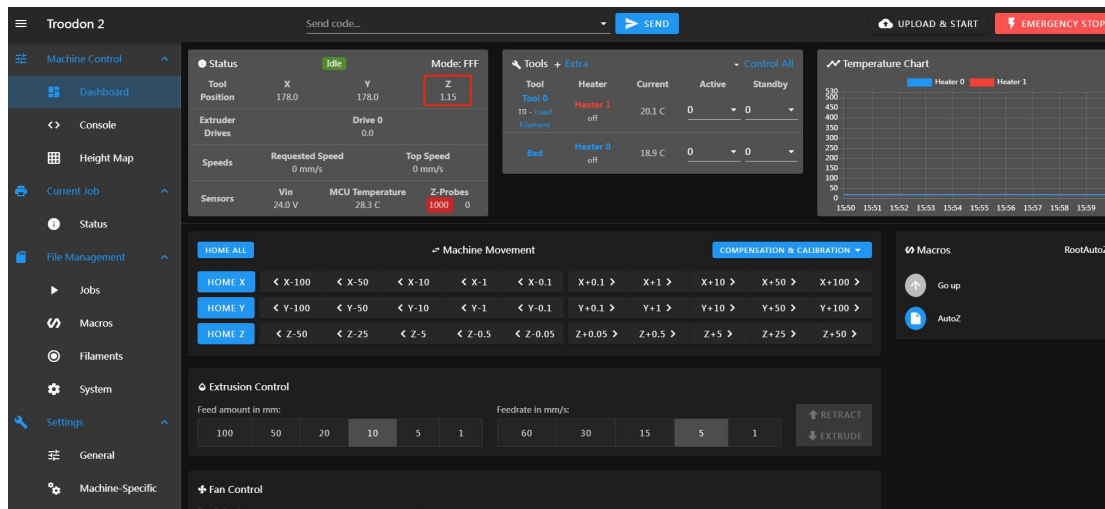 Troodon 2
Send code...
SEND
UPLOAD & START
EMERGENCY STOP
Machine Control
Dashboard
Console
Height Map
Current Job
Status
File Management
Jobs
Macros
Filaments
System
Settings
General
Machine-Specific
Status Idle Mode: FFF
Tool Position X Y Z
178.0 178.0 1.15
Extruder Drives Drive 0
0.0
Speeds Requested Speed Top Speed
0 mm/s 0 mm/s
Sensors Vin MCU Temperature Z-Probes
24.0 V 28.3 C 1000 0
Tools + Extra Control All
Tool Heater Current Active Standby
Tool 0 Heater 1 20.1 C 0 0
T0 - Load Filament off
Bed Heater 0 18.9 C 0 0
off
Temperature Chart
Heater 0 Heater 1
530
500
450
400
350
300
250
200
150
100
50
0
15:50 15:51 15:52 15:53 15:54 15:55 15:56 15:57 15:58 15:59
HOME ALL Machine Movement COMPENSATION & CALIBRATION
HOME X X-100 X-50 X-10 X-1 X-0.1 X+0.1 X+1 X+10 X+50 X+100
HOME Y Y-100 Y-50 Y-10 Y-1 Y-0.1 Y+0.1 Y+1 Y+10 Y+50 Y+100
HOME Z Z-50 Z-25 Z-5 Z-0.5 Z-0.05 Z+0.05 Z+0.5 Z+5 Z+25 Z+50
Macros RootAutoZ
Go up
AutoZ
Extrusion Control
Feed amount in mm: Feedrate in mm/s:
100 50 20 10 5 1 60 30 15 5 1
RETRACT
EXTRUDE
Fan Control